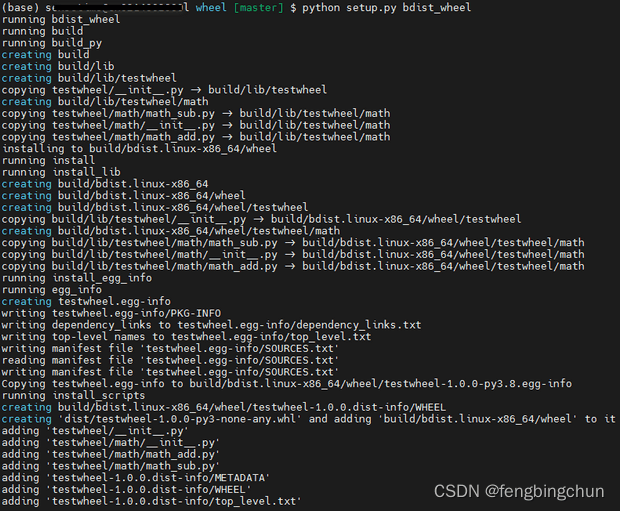 (base) wheel [master] $ python setup.py bdist_wheel
running bdist_wheel
running build
running build_py
creating build
creating build/lib
creating build/lib/testwheel
copying testwheel/__init__.py → build/lib/testwheel
creating build/lib/testwheel/math
copying testwheel/math/math_sub.py → build/lib/testwheel/math
copying testwheel/math/__init__.py → build/lib/testwheel/math
copying testwheel/math/math_add.py → build/lib/testwheel/math
installing to build/bdist.linux-x86_64/wheel
running install
running install_lib
creating build/bdist.linux-x86_64
creating build/bdist.linux-x86_64/wheel
creating build/bdist.linux-x86_64/wheel/testwheel
copying build/lib/testwheel/__init__.py → build/bdist.linux-x86_64/wheel/testwheel
creating build/bdist.linux-x86_64/wheel/testwheel/math
copying build/lib/testwheel/math/math_sub.py → build/bdist.linux-x86_64/wheel/testwheel/math
copying build/lib/testwheel/math/__init__.py → build/bdist.linux-x86_64/wheel/testwheel/math
copying build/lib/testwheel/math/math_add.py → build/bdist.linux-x86_64/wheel/testwheel/math
running install_egg_info
running egg_info
creating testwheel.egg-info
writing testwheel.egg-info/PKG-INFO
writing dependency_links to testwheel.egg-info/dependency_links.txt
writing top-level names to testwheel.egg-info/top_level.txt
writing manifest file 'testwheel.egg-info/SOURCES.txt'
reading manifest file 'testwheel.egg-info/SOURCES.txt'
writing manifest file 'testwheel.egg-info/SOURCES.txt'
Copying testwheel.egg-info to build/bdist.linux-x86_64/wheel/testwheel-1.0.0-py3.8.egg-info
running install_scripts
creating build/bdist.linux-x86_64/wheel/testwheel-1.0.0.dist-info/WHEEL
creating 'dist/testwheel-1.0.0-py3-none-any.whl' and adding 'build/bdist.linux-x86_64/wheel' to it
adding 'testwheel/__init__.py'
adding 'testwheel/math/__init__.py'
adding 'testwheel/math/math_add.py'
adding 'testwheel/math/math_sub.py'
adding 'testwheel-1.0.0.dist-info/METADATA'
adding 'testwheel-1.0.0.dist-info/WHEEL'
adding 'testwheel-1.0.0.dist-info/top_level.txt'
CSDN @fengbingchun